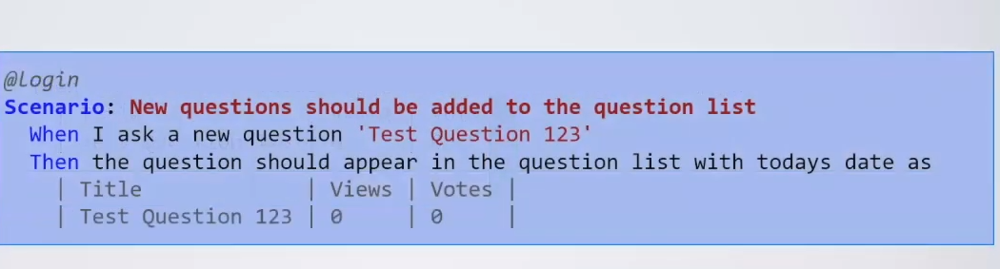 @Login
Scenario: New questions should be added to the question list
When I ask a new question 'Test Question 123'
Then the question should appear in the question list with todays date as
| Title | Views | Votes |
| Test Question 123 | 0 | 0 |